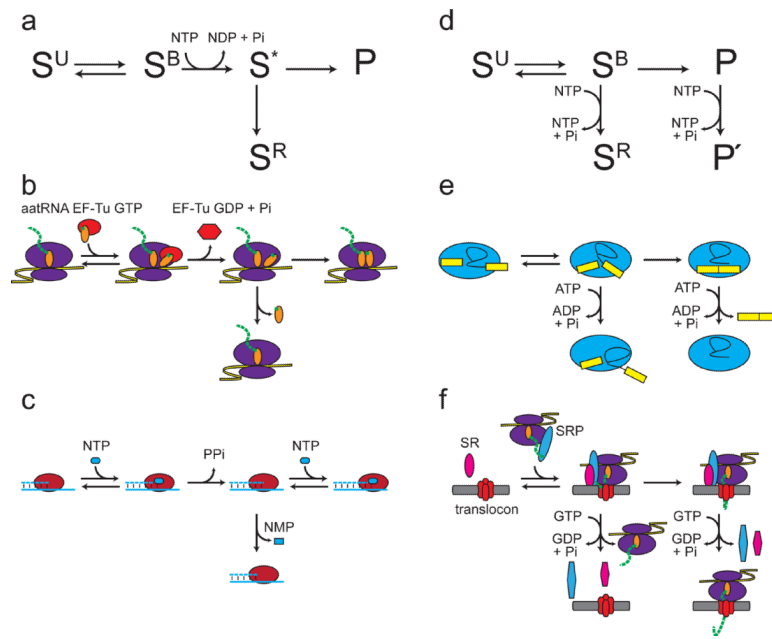 a
NTP NDP + Pi
S^U S^B S^* P
S^R
b
aatRNA EF-Tu GTP EF-Tu GDP + Pi
c
NTP PPi NTP
NMP
d
S^U S^B P
NTP NTP
NTP + Pi NTP + Pi
S^R P′
e
ATP ATP
ADP + Pi ADP + Pi
f
SR SRP
translocon
GTP GTP
GDP + Pi GDP + Pi